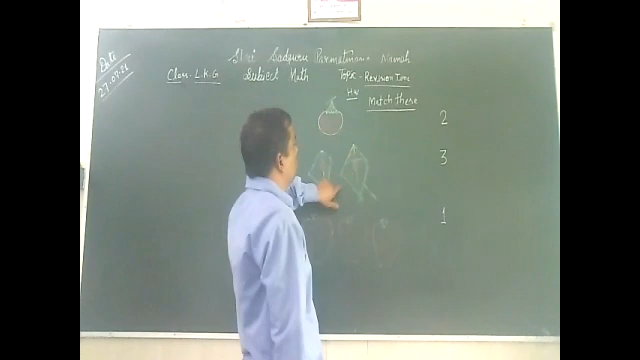 Shri Sadguru Parmatmane Namah
Date
27.07.21
Class - L.K.G Subject Math Topic - Revision Time
HW Match these
2
3
1